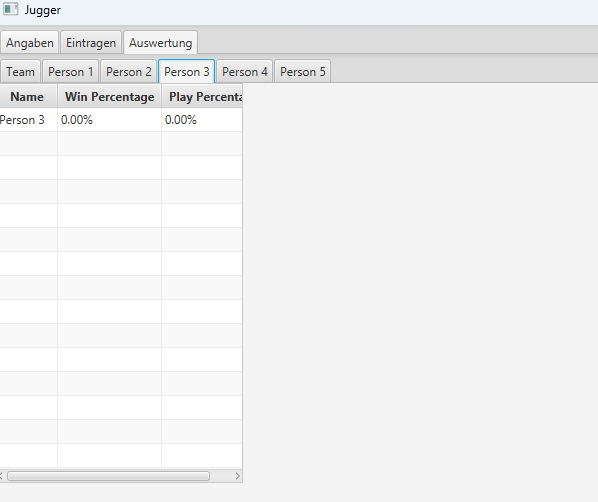 Jugger
Angaben Eintragen Auswertung
Team Person 1 Person 2 Person 3 Person 4 Person 5
Name Win Percentage Play Percenta
Person 3 0.00% 0.00%